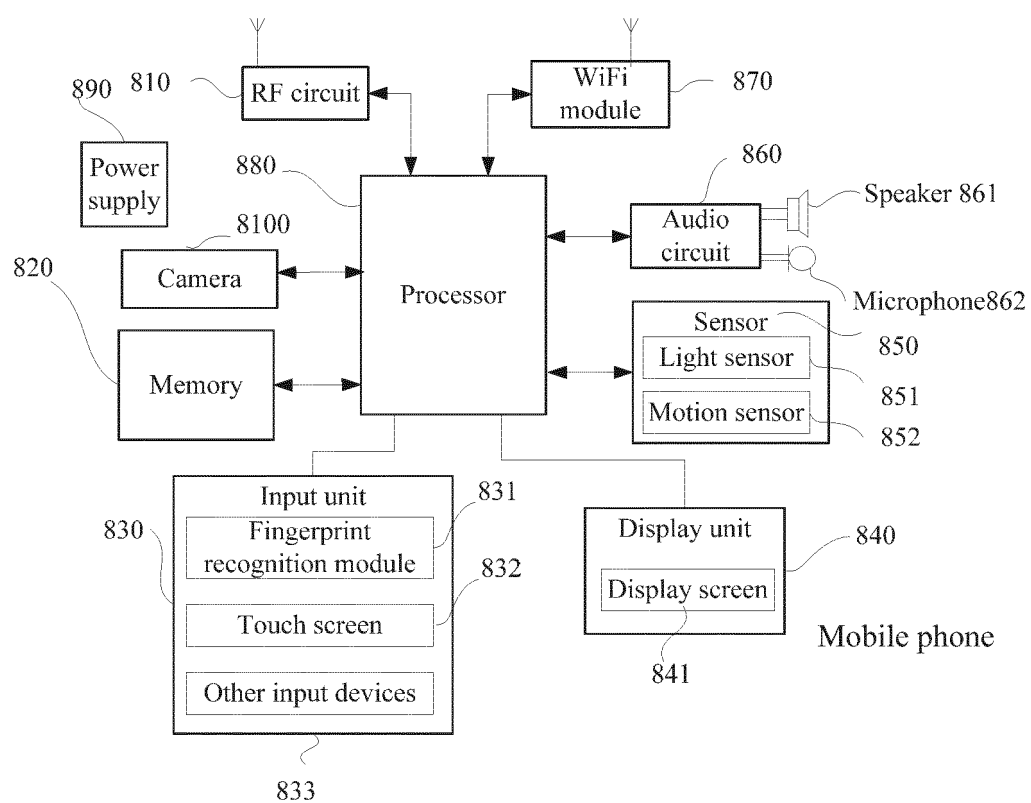 810
RF circuit
WiFi
module
870
890
Power
supply
880
860
Audio
circuit
Speaker 861
Microphone862
8100
Camera
820
Memory
Processor
Sensor
850
Light sensor
851
Motion sensor
852
Input unit
830
Fingerprint
recognition module
831
Touch screen
832
Other input devices
833
Display unit
840
Display screen
841
Mobile phone